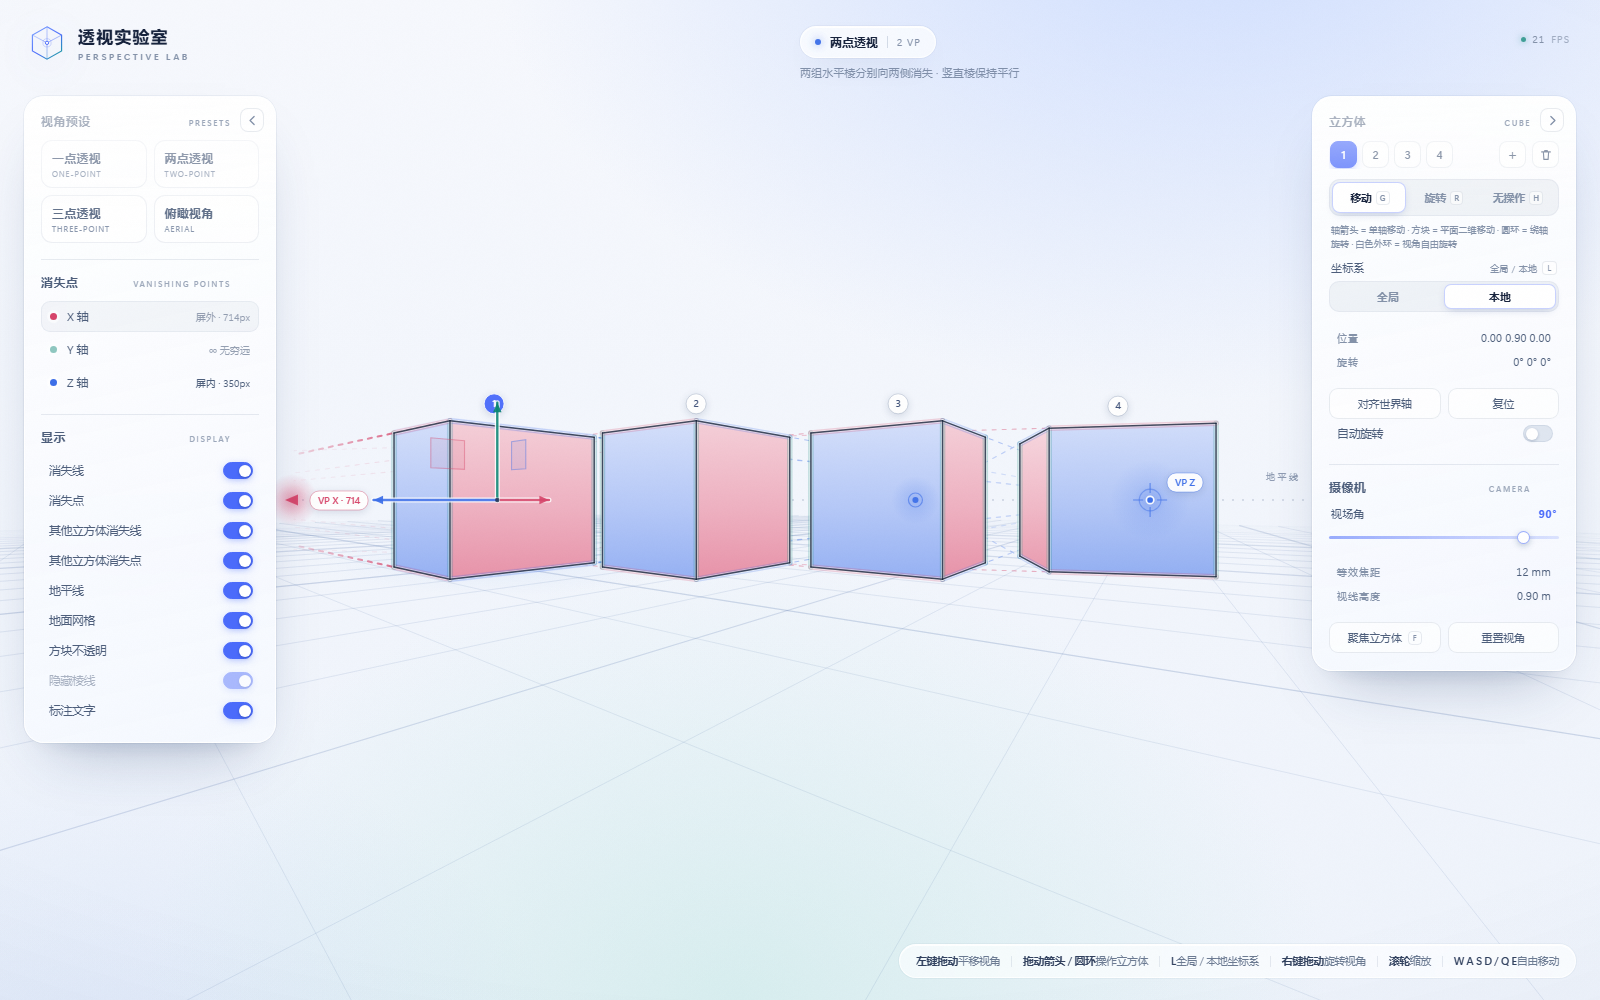 透视实验室
PERSPECTIVE LAB
两点透视 2 VP
两组水平棱分别向两侧消失 · 竖直棱保持平行
21 FPS
视角预设 PRESETS
一点透视
ONE-POINT
两点透视
TWO-POINT
三点透视
THREE-POINT
俯瞰视角
AERIAL
消失点 VANISHING POINTS
X 轴 屏外 · 714px
Y 轴 ∞ 无穷远
Z 轴 屏内 · 350px
显示 DISPLAY
消失线
消失点
其他立方体消失线
其他立方体消失点
地平线
地面网格
方块不透明
隐藏棱线
标注文字
1
2
3
4
VP X · 714
VP Z
地平线
立方体 CUBE
1 2 3 4 +
移动 G 旋转 R 无操作 H
轴箭头 = 单轴移动 · 方块 = 平面二维移动 · 圆环 = 绕轴
旋转 · 白色外环 = 视角自由旋转
坐标系 全局 / 本地 L
全局 本地
位置 0.00 0.90 0.00
旋转 0° 0° 0°
对齐世界轴 复位
自动旋转
摄像机 CAMERA
视场角 90°
等效焦距 12 mm
视线高度 0.90 m
聚焦立方体 F 重置视角
左键拖动平移视角 拖动箭头 / 圆环操作立方体 L全局 / 本地坐标系 右键拖动旋转视角 滚轮缩放 WASD/QE自由移动